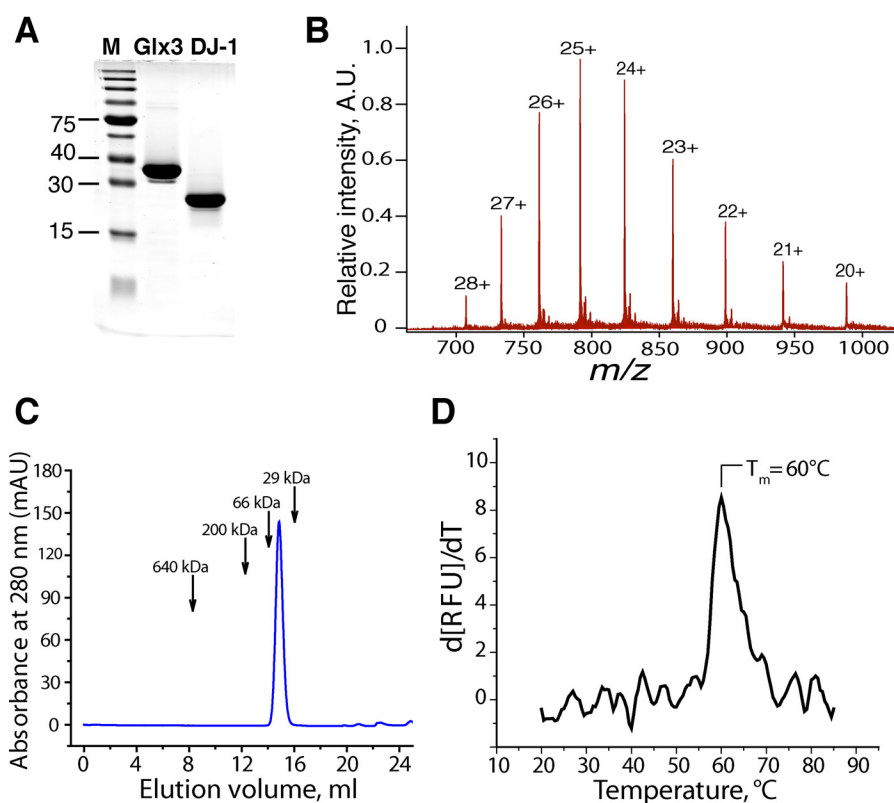 A
M Glx3 DJ-1
75
40
30
15
B
Relative intensity, A.U.
1.0
0.8
0.6
0.4
0.2
0
28+
27+
26+
25+
24+
23+
22+
21+
20+
700 750 800 850 900 950 1000
m/z
C
Absorbance at 280 nm (mAU)
180
150
120
90
60
30
0
640 kDa
200 kDa
66 kDa
29 kDa
0 4 8 12 16 20 24
Elution volume, ml
D
d[RFU]/dT
10
8
6
4
2
0
Tm=60°C
10 20 30 40 50 60 70 80 90
Temperature, °C